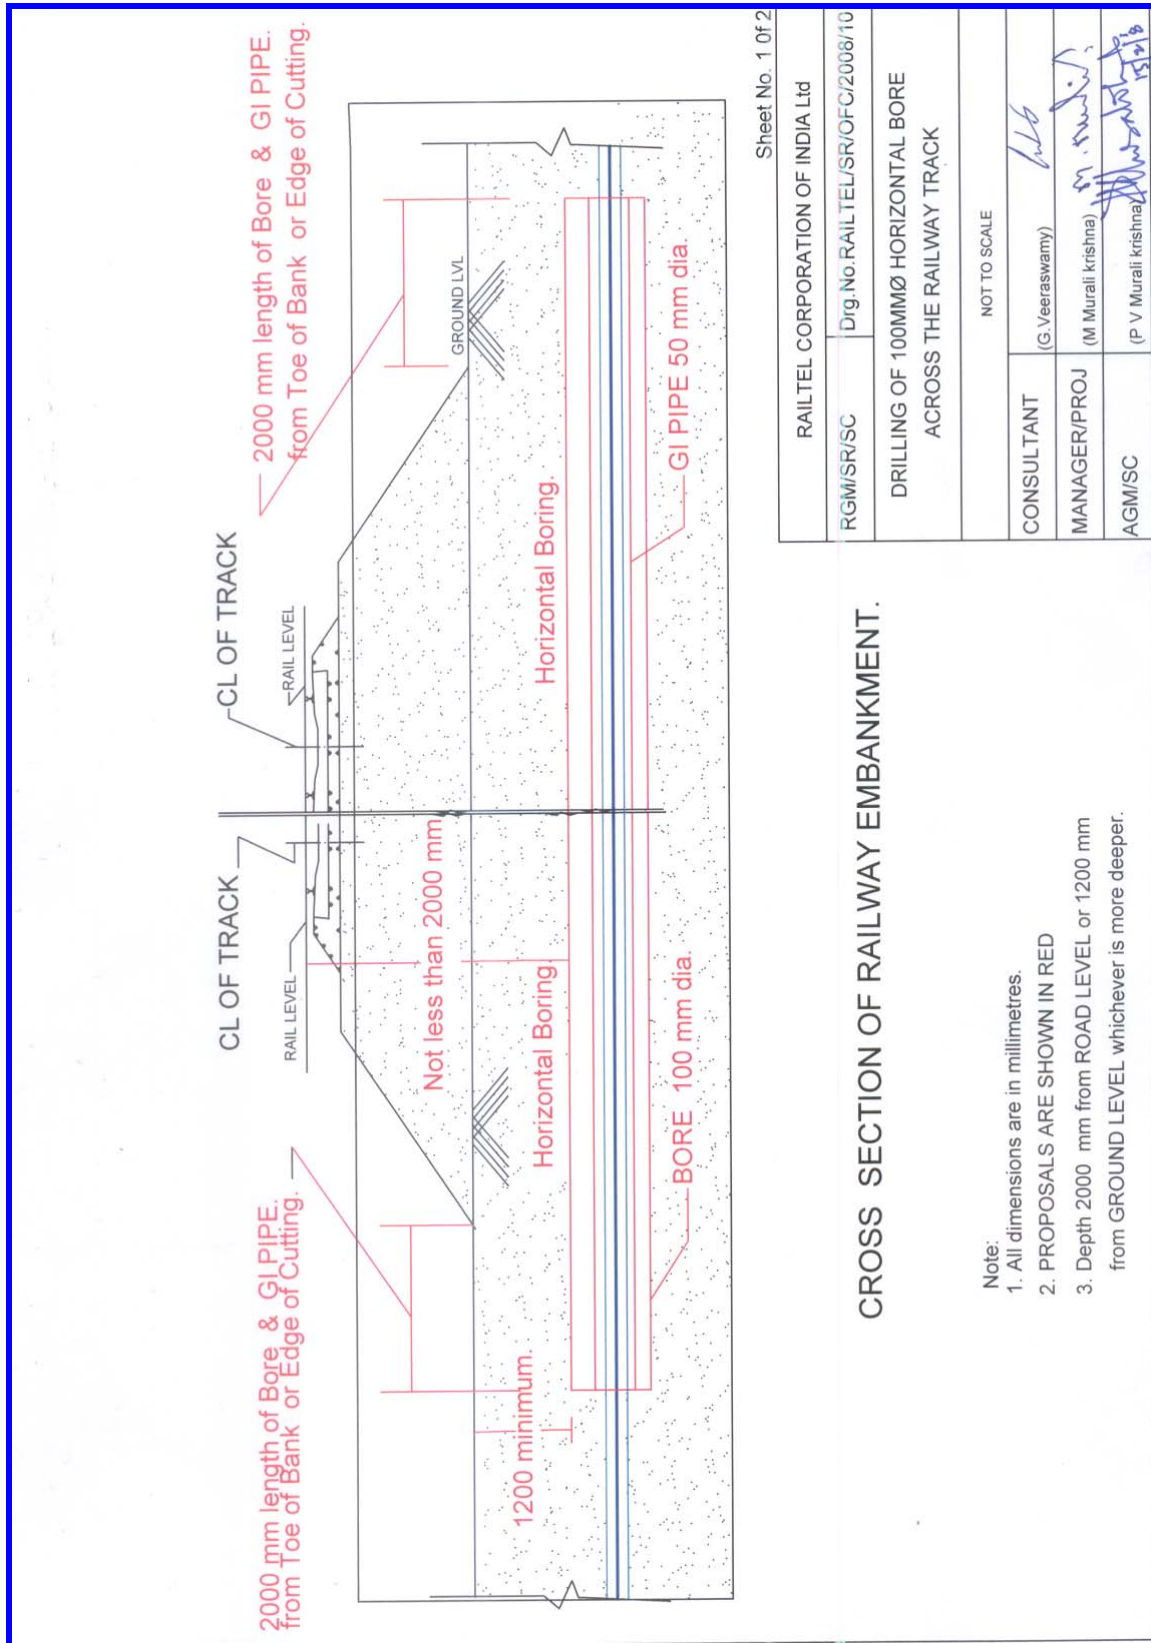 2000 mm length of Bore & GI PIPE.
from Toe of Bank or Edge of Cutting.
CL OF TRACK
RAIL LEVEL
CL OF TRACK
RAIL LEVEL
2000 mm length of Bore & GI PIPE.
from Toe of Bank or Edge of Cutting.
GROUND LVL
Not less than 2000 mm
1200 minimum.
Horizontal Boring.
Horizontal Boring.
BORE 100 mm dia.
GI PIPE 50 mm dia.
CROSS SECTION OF RAILWAY EMBANKMENT.
Note:
1. All dimensions are in millimetres.
2. PROPOSALS ARE SHOWN IN RED
3. Depth 2000 mm from ROAD LEVEL or 1200 mm
from GROUND LEVEL whichever is more deeper.
Sheet No. 1 Of 2
RAILTEL CORPORATION OF INDIA Ltd
RGM/SR/SC Drg.No.RAILTEL/SR/OFC/2008/10
DRILLING OF 100MMØ HORIZONTAL BORE
ACROSS THE RAILWAY TRACK
NOT TO SCALE
CONSULTANT (G.Veeraswamy)
MANAGER/PROJ (M Murali krishna)
AGM/SC (P V Murali krishna)